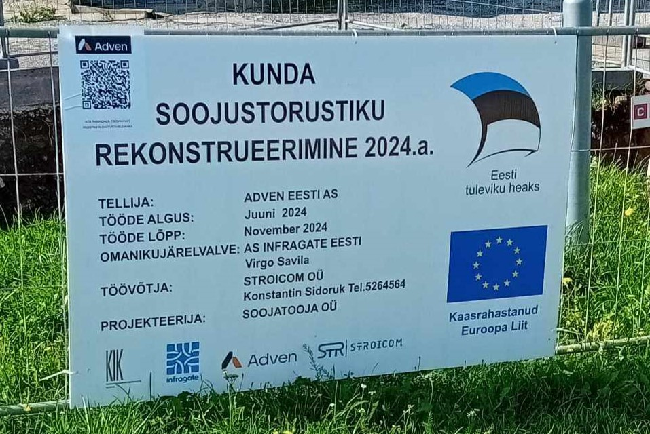 Adven
KUNDA
SOOJUSTORUSTIKU
REKONSTRUEERIMINE 2024.a.
Eesti
tuleviku heaks
TELLIJA: ADVEN EESTI AS
TÖÖDE ALGUS: Juuni 2024
TÖÖDE LÕPP: November 2024
OMANIKUJÄRELVALVE: AS INFRAGATE EESTI
Virgo Savila
TÖÖVÕTJA: STROICOM OÜ
Konstantin Sidoruk Tel.5264564
PROJEKTEERIJA: SOOJATOOJA OÜ
Kaasrahastanud
Euroopa Liit
KIK
infragate
Adven
STR STROICOM
C